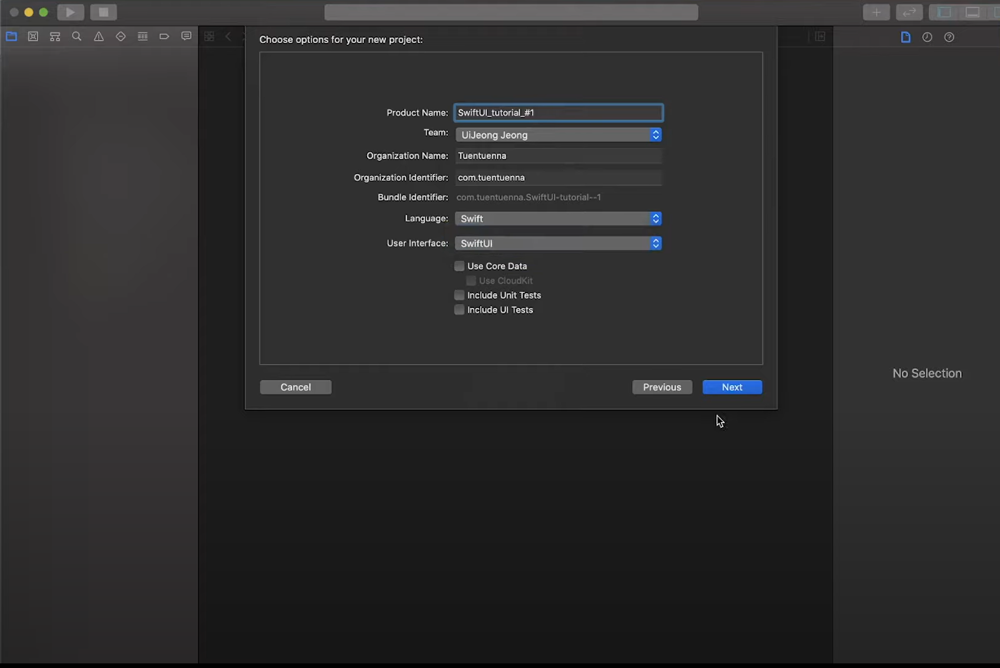 Choose options for your new project:
Product Name: SwiftUI_tutorial_#1
Team: UiJeong Jeong
Organization Name: Tuentuenna
Organization Identifier: com.tuentuenna
Bundle Identifier: com.tuentuenna.SwiftUI-tutorial--1
Language: Swift
User Interface: SwiftUI
Use Core Data
Use CloudKit
Include Unit Tests
Include UI Tests
Cancel Previous Next
No Selection